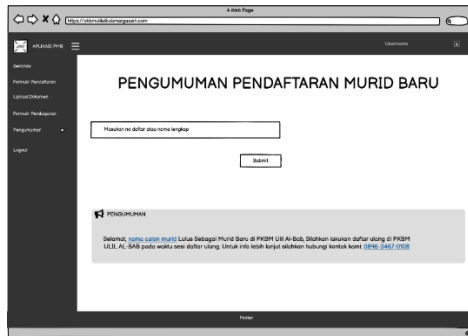 A Web Page
https://pkbmulilalbabmargaasih.com
APLIKASI PMB
Username
Beranda
Formulir Pendaftaran
Upload Dokumen
Formulir Pembayaran
Pengumuman
Logout
PENGUMUMAN PENDAFTARAN MURID BARU
Masukan no daftar atau nama lengkap
Submit
PENGUMUMAN
Selamat, nama calon murid Lulus Sebagai Murid Baru di PKBM Ulil Al-Bab, Silahkan lakukan daftar ulang di PKBM
ULIL AL-BAB pada waktu sesi daftar ulang. Untuk info lebih lanjut silahkan hubungi kontak kami: 0896-3467-0108
Footer